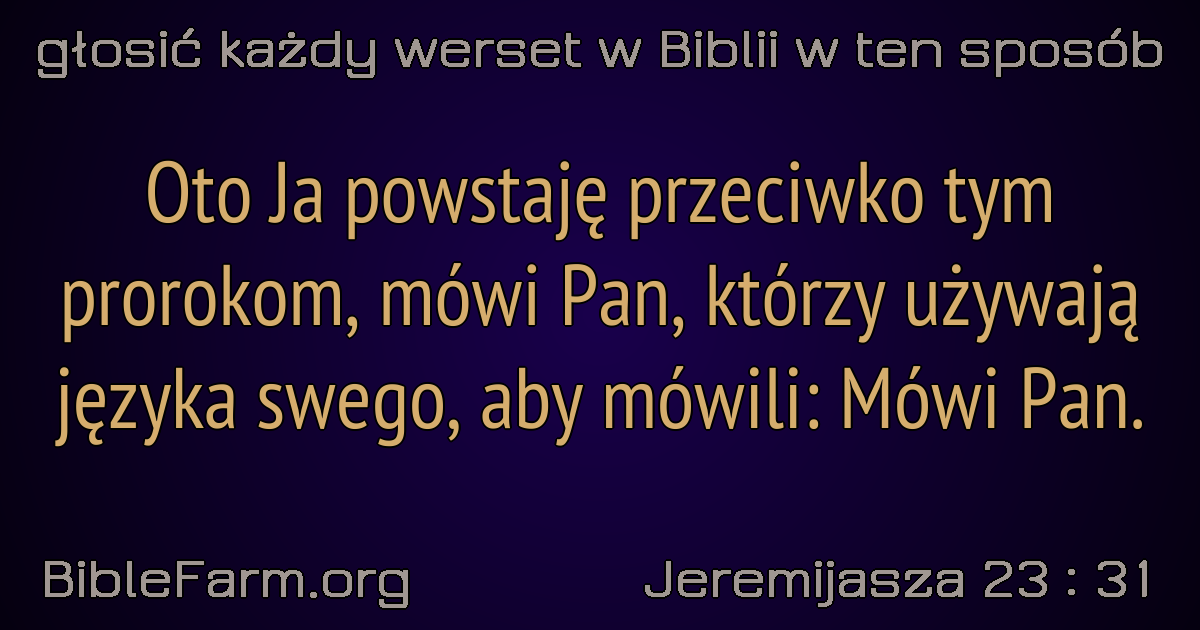 głosić każdy werset w Biblii w ten sposób
Oto Ja powstaję przeciwko tym
prorokom, mówi Pan, którzy używają
języka swego, aby mówili: Mówi Pan.
BibleFarm.org
Jeremijasza 23 : 31